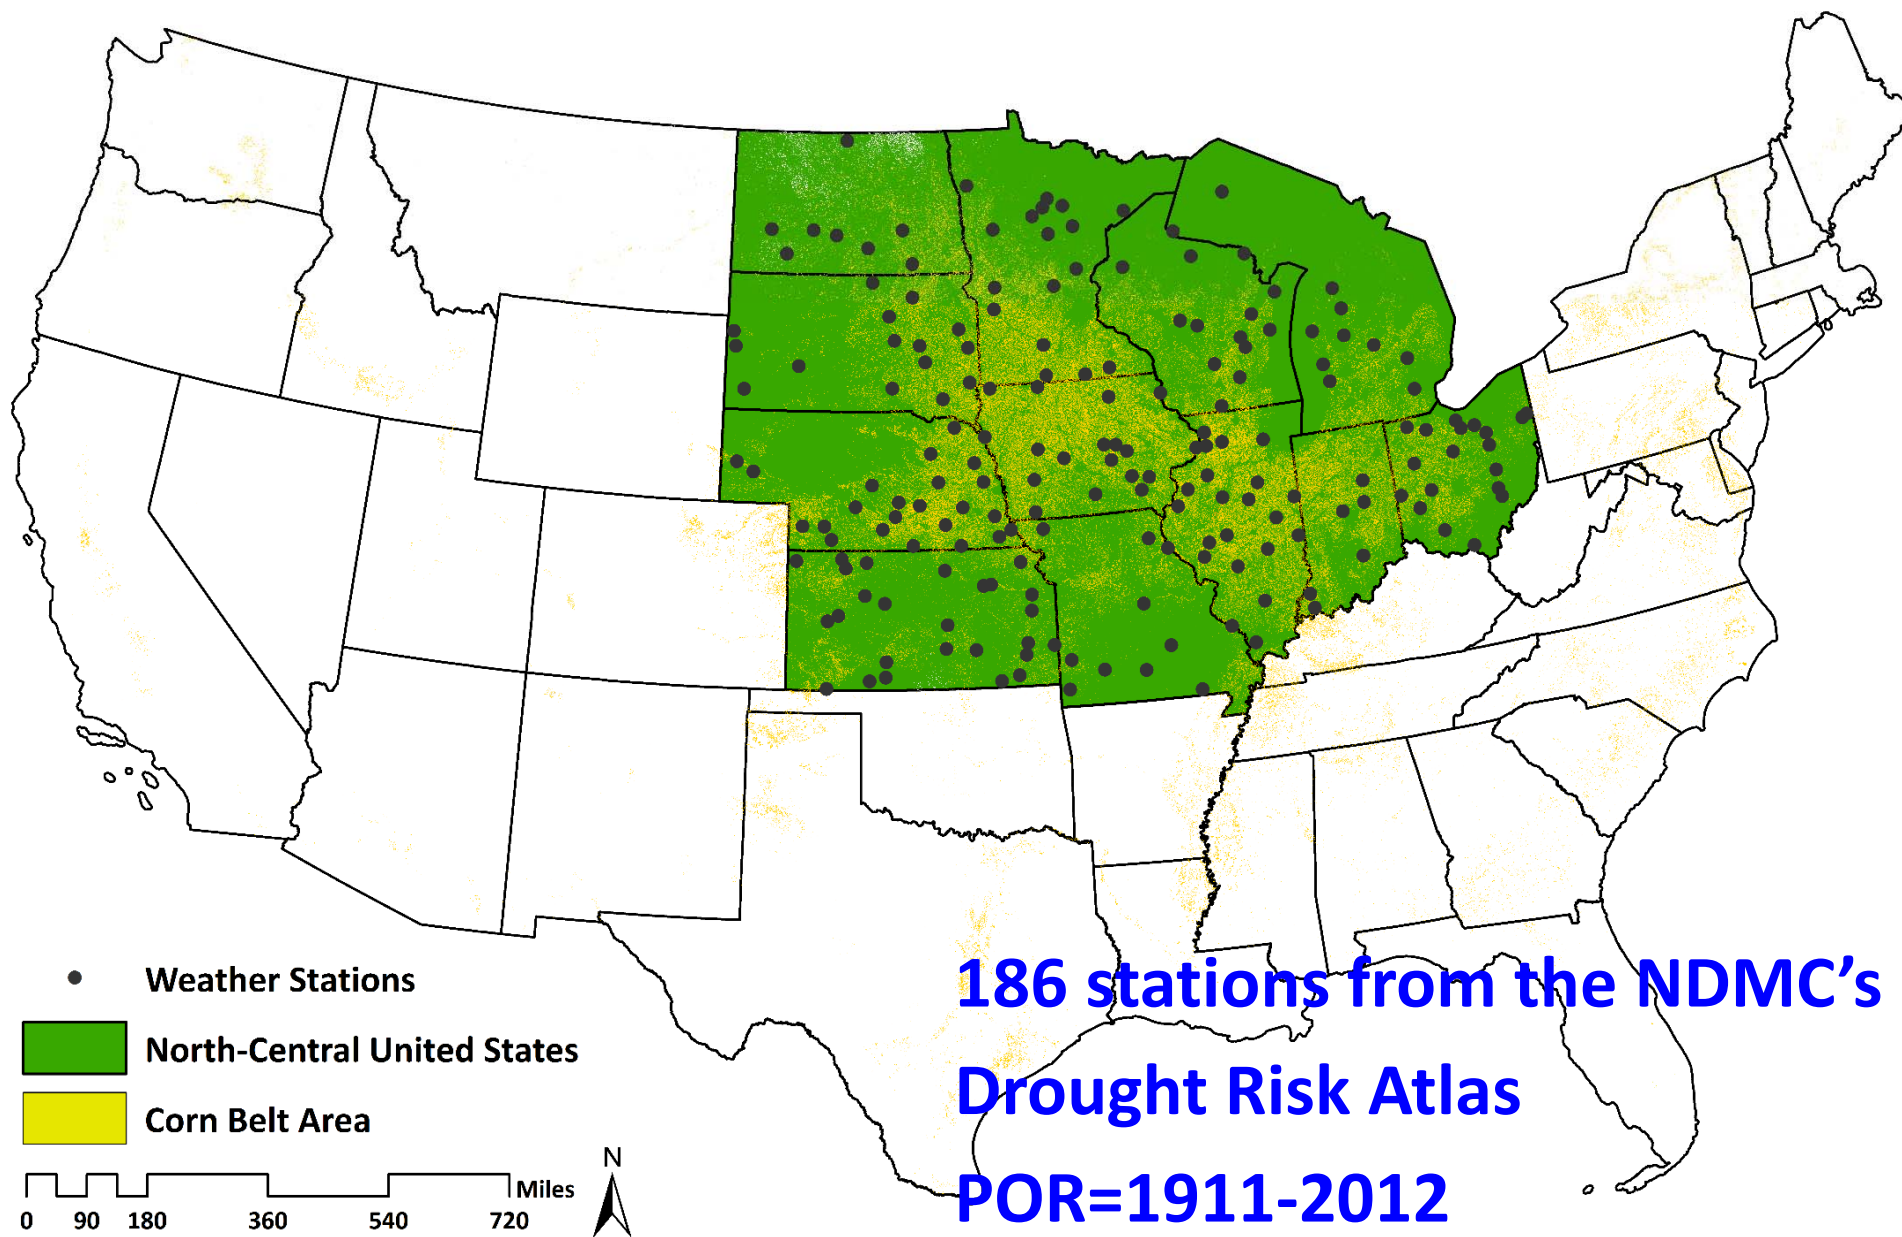 Weather Stations
North-Central United States
Corn Belt Area
N
Miles
0 90 180 360 540 720
186 stations from the NDMC’s
Drought Risk Atlas
POR=1911-2012